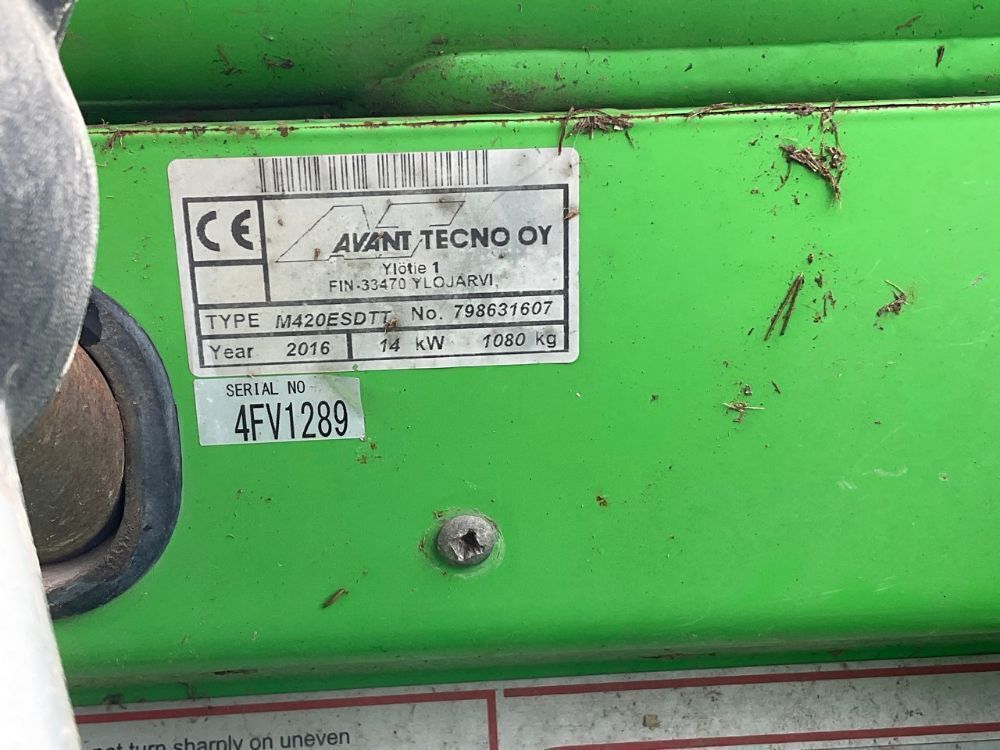 CE
AVANT TECNO OY
Ylötie 1
FIN-33470 YLÖJÄRVI,
TYPE M420ESDTT No. 798631607
Year 2016 14 kW 1080 kg
SERIAL NO
4FV1289
turn sharply on uneven